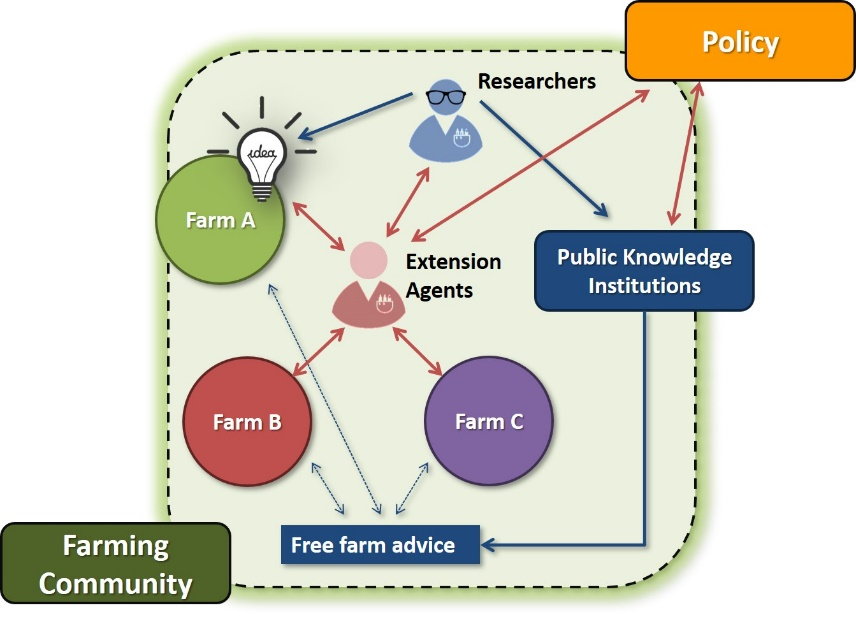 Policy
Researchers
idea
Farm A
Extension
Agents
Public Knowledge
Institutions
Farm B
Farm C
Free farm advice
Farming
Community